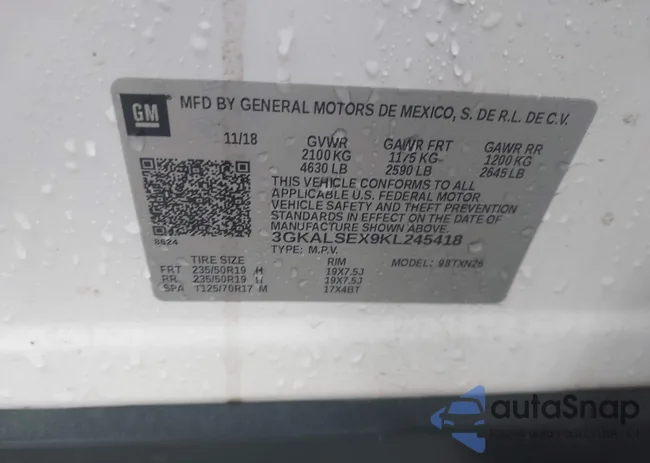 GM
MFD BY GENERAL MOTORS DE MEXICO, S. DE R.L. DE C.V.
11/18 GVWR GAWR FRT GAWR RR
2100 KG 1175 KG 1200 KG
4630 LB 2590 LB 2645 LB
THIS VEHICLE CONFORMS TO ALL
APPLICABLE U.S. FEDERAL MOTOR
VEHICLE SAFETY AND THEFT PREVENTION
STANDARDS IN EFFECT ON THE DATE OF
MANUFACTURE SHOWN ABOVE.
3GKALSEX9KL245418
8624 TYPE: M.P.V. MODEL:
TIRE SIZE RIM
FRT 235/50R19 H 19X7.5J
RR 235/50R19 H 19X7.5J
SPA T125/70R17 M 17X4BT
autaSnap